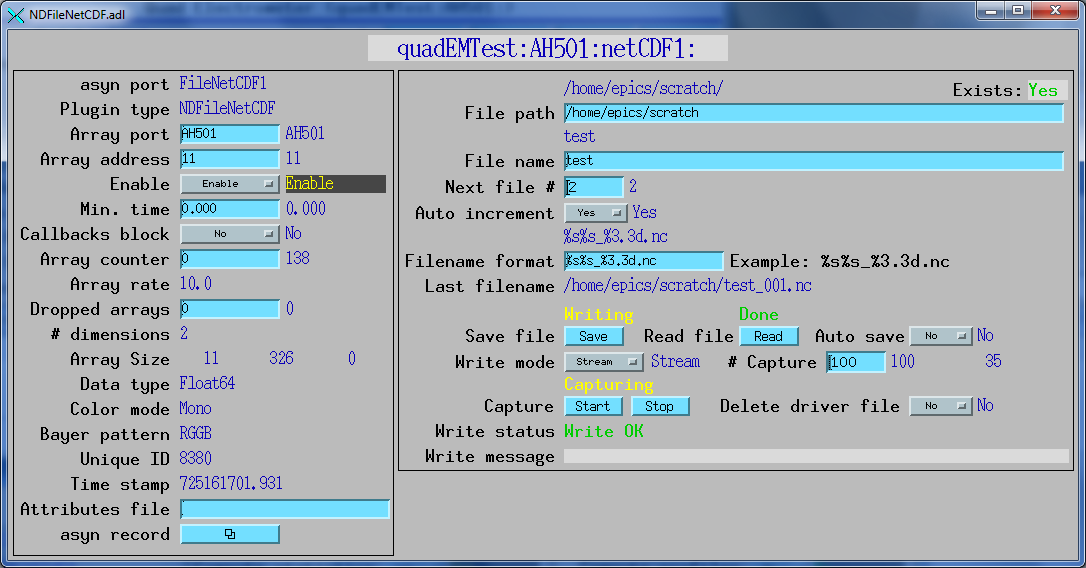 NDFileNetCDF.adl
quadEMTest:AH501:netCDF1:
asyn port FileNetCDF1
Plugin type NDFileNetCDF
Array port AH501 AH501
Array address 11 11
Enable Enable Enable
Min. time 0.000 0.000
Callbacks block No No
Array counter 0 138
Array rate 10.0
Dropped arrays 0 0
# dimensions 2
Array Size 11 326 0
Data type Float64
Color mode Mono
Bayer pattern RGGB
Unique ID 8380
Time stamp 725161701.931
Attributes file
asyn record
/home/epics/scratch/ Exists: Yes
File path /home/epics/scratch
test
File name test
Next file # 2 2
Auto increment Yes Yes
%s%s_%3.3d.nc
Filename format %s%s_%3.3d.nc Example: %s%s_%3.3d.nc
Last filename /home/epics/scratch/test_001.nc
Writing Done
Save file Save Read file Read Auto save No No
Write mode Stream Stream # Capture 100 100 35
Capturing
Capture Start Stop Delete driver file No No
Write status Write OK
Write message